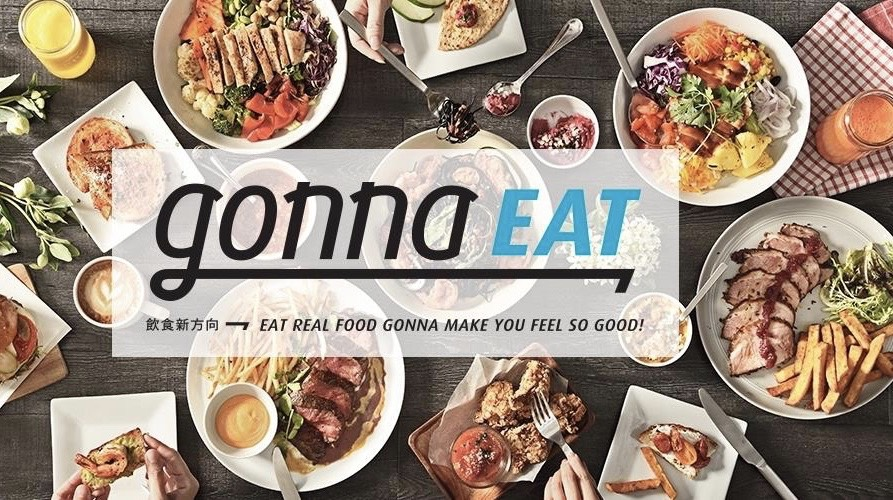 gonna EAT
飲食新方向 EAT REAL FOOD GONNA MAKE YOU FEEL SO GOOD!